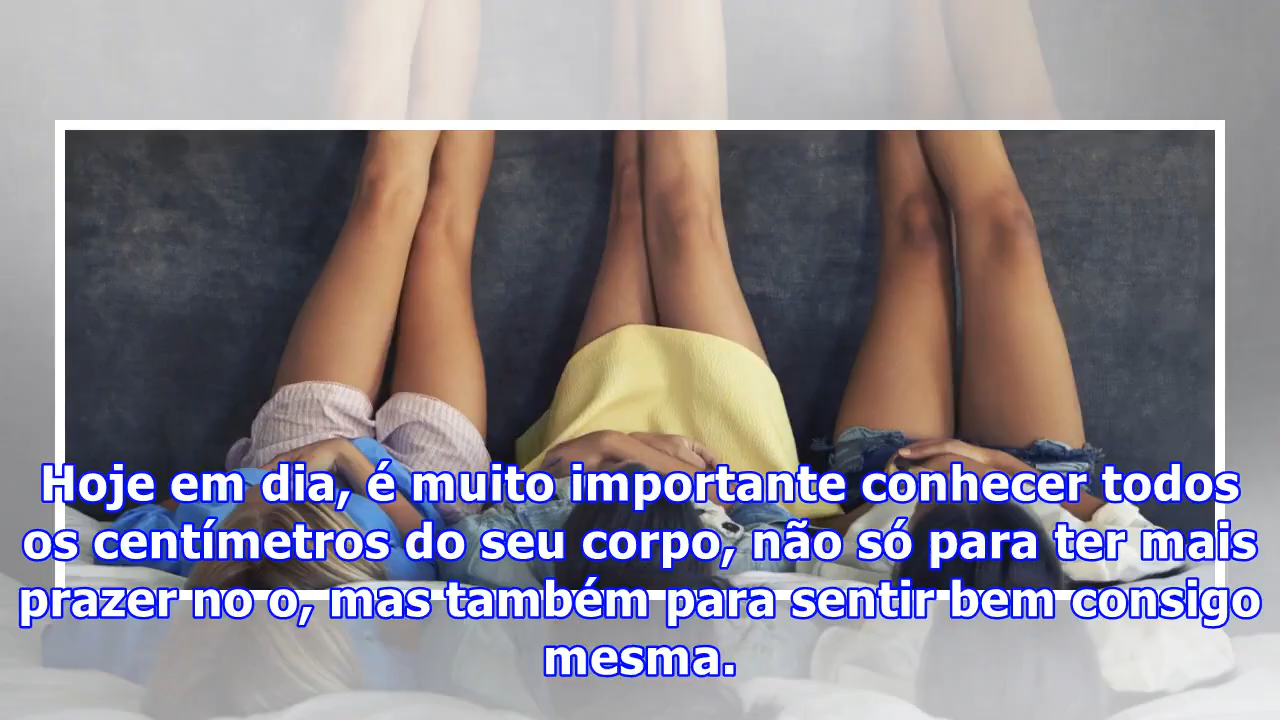 Hoje em dia, é muito importante conhecer todos
os centímetros do seu corpo, não só para ter mais
prazer no o, mas também para sentir bem consigo
mesma.